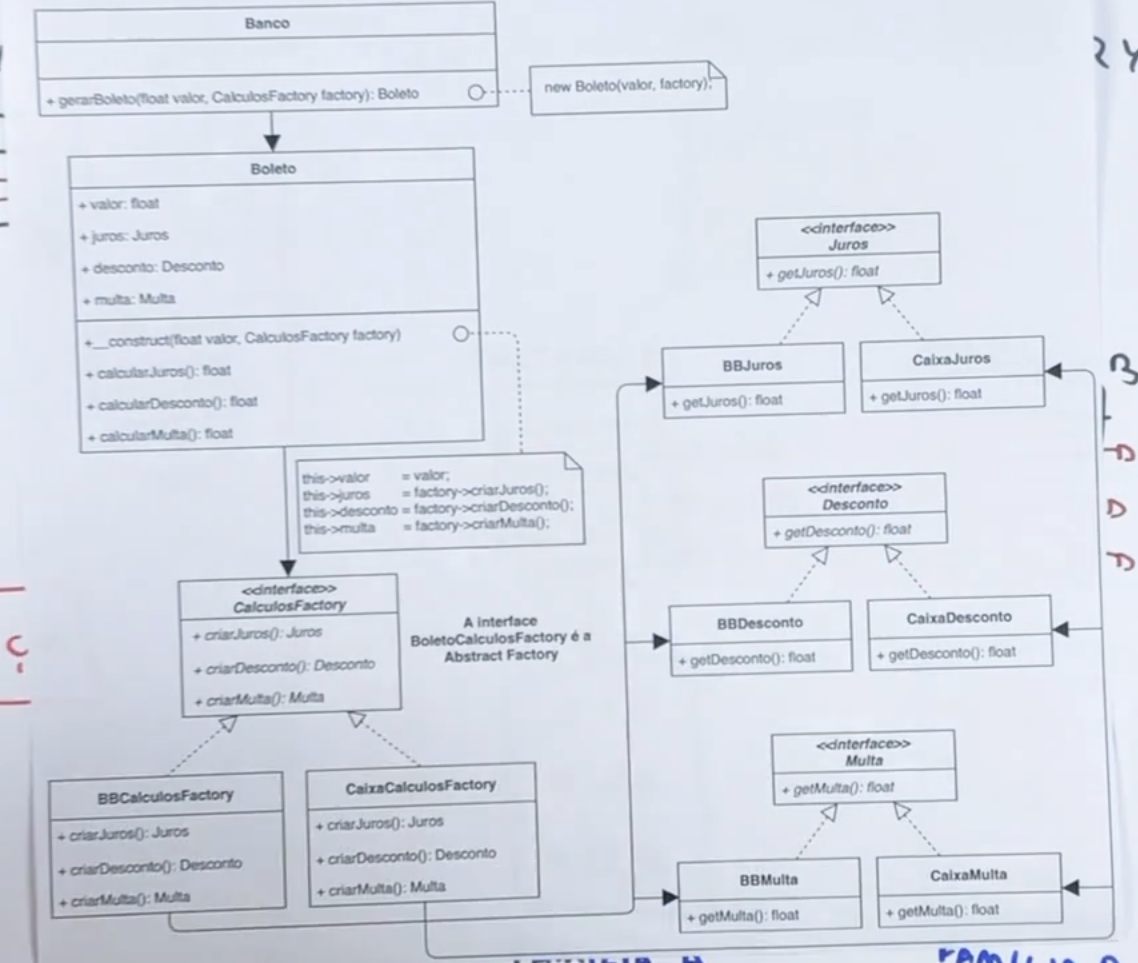 Banco
+ gerarBoleto(float valor, CalculosFactory factory): Boleto
new Boleto(valor, factory);
Boleto
+ valor: float
+ juros: Juros
+ desconto: Desconto
+ multa: Multa
+__construct(float valor, CalculosFactory factory)
+ calcularJuros(): float
+ calcularDesconto(): float
+ calcularMulta(): float
this->valor = valor;
this->juros = factory->criarJuros();
this->desconto = factory->criarDesconto();
this->multa = factory->criarMulta();
<<interface>>
CalculosFactory
+ criarJuros(): Juros
+ criarDesconto(): Desconto
+ criarMulta(): Multa
A interface
BoletoCalculosFactory é a
Abstract Factory
BBCalculosFactory
+ criarJuros(): Juros
+ criarDesconto(): Desconto
+ criarMulta(): Multa
CaixaCalculosFactory
+ criarJuros(): Juros
+ criarDesconto(): Desconto
+ criarMulta(): Multa
<<interface>>
Juros
+ getJuros(): float
BBJuros
+ getJuros(): float
CaixaJuros
+ getJuros(): float
<<interface>>
Desconto
+ getDesconto(): float
BBDesconto
+ getDesconto(): float
CaixaDesconto
+ getDesconto(): float
<<interface>>
Multa
+ getMulta(): float
BBMulta
+ getMulta(): float
CaixaMulta
+ getMulta(): float